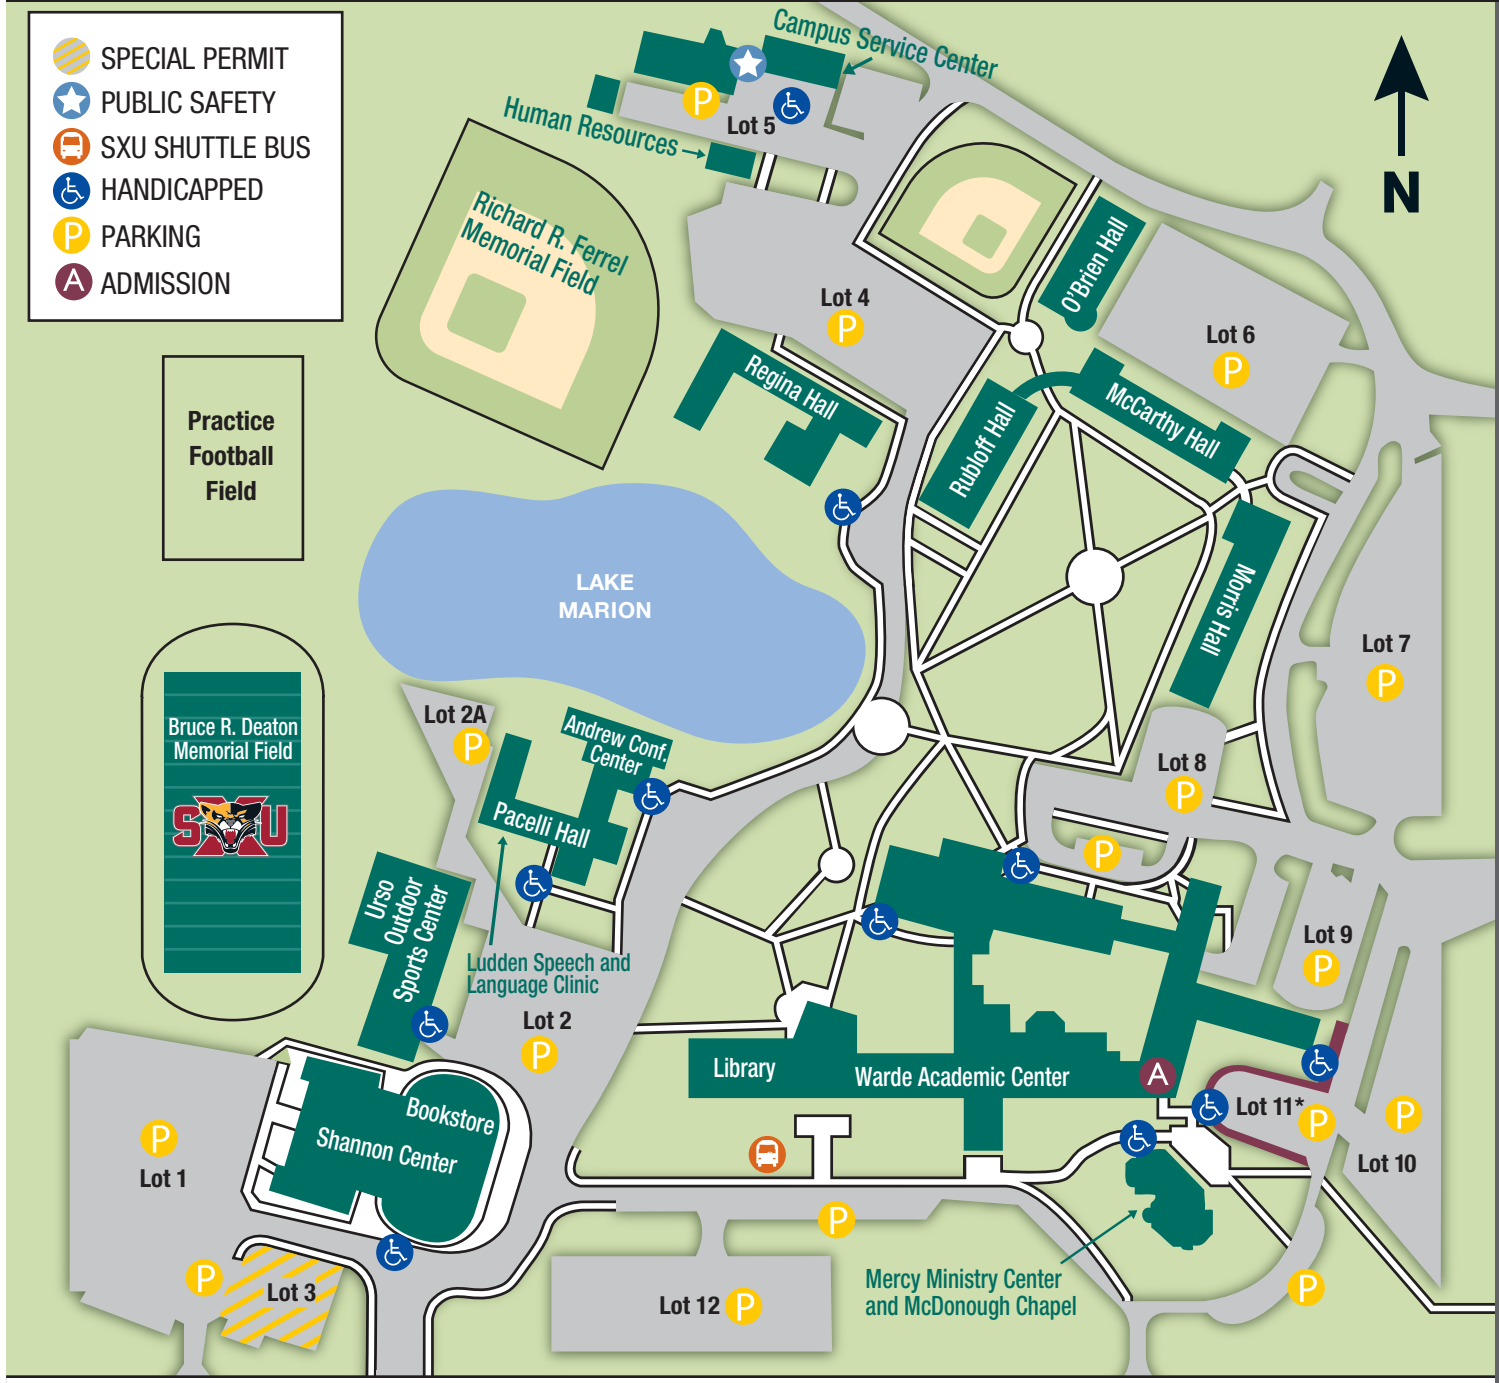 SPECIAL PERMIT
PUBLIC SAFETY
SXU SHUTTLE BUS
HANDICAPPED
P PARKING
A ADMISSION
Campus Service Center
P
Lot 5
Human Resources
N
Richard R. Ferrel
Memorial Field
O'Brien Hall
Lot 4
P
Lot 6
P
Practice
Football
Field
Regina Hall
McCarthy Hall
Rubloff Hall
LAKE
MARION
Morris Hall
Lot 7
P
Bruce R. Deaton
Memorial Field
SXU
Lot 2A
P
Andrew Conf.
Center
Pacelli Hall
Lot 8
P
P
Urso
Outdoor
Sports Center
Ludden Speech and
Language Clinic
Lot 9
P
Lot 2
P
Library
Warde Academic Center
A
Lot 11*
P
P
Lot 10
Bookstore
Shannon Center
P
Lot 1
P
Lot 3
P
Mercy Ministry Center
and McDonough Chapel
P
Lot 12 P